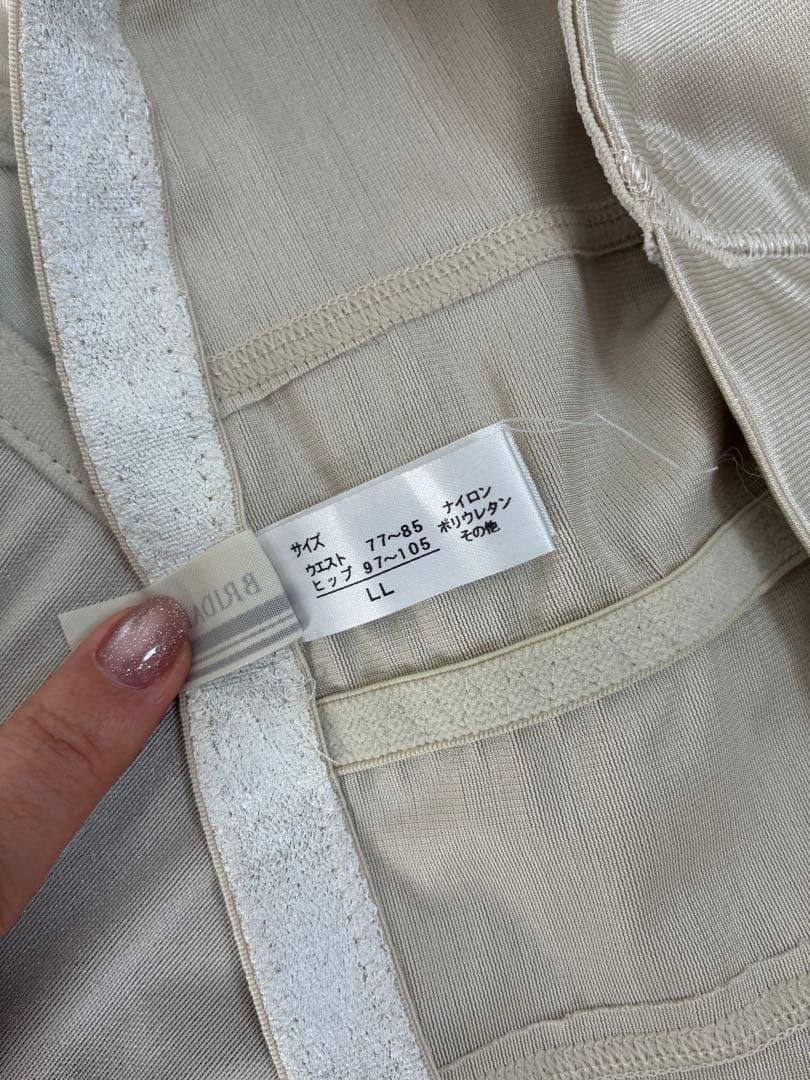 サイズ
ウエスト 77〜85
ヒップ 97〜105
LL
ナイロン
ポリウレタン
その他
BRIDA